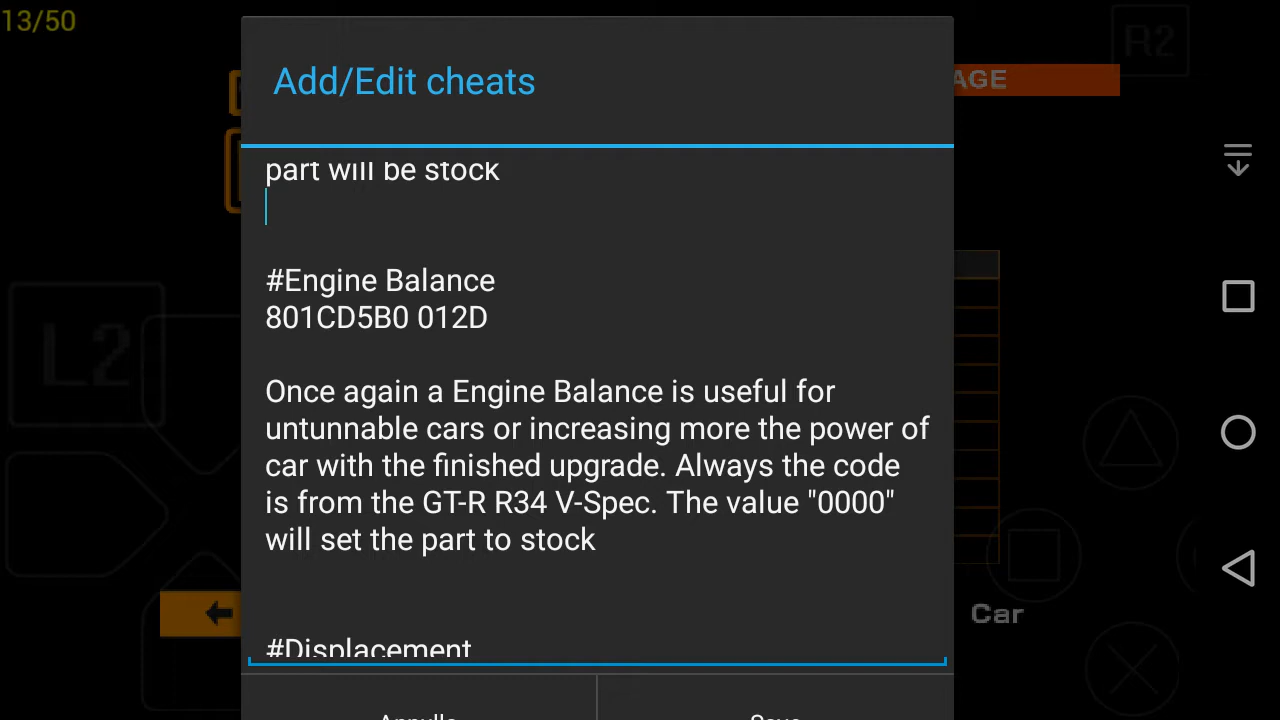 13/50
R2
Add/Edit cheats
AGE
part will be stock
#Engine Balance
801CD5B0 012D
L2
Once again a Engine Balance is useful for
untunnable cars or increasing more the power of
car with the finished upgrade. Always the code
is from the GT-R R34 V-Spec. The value "0000"
will set the part to stock
Car
#Displacement
Annulla
Save